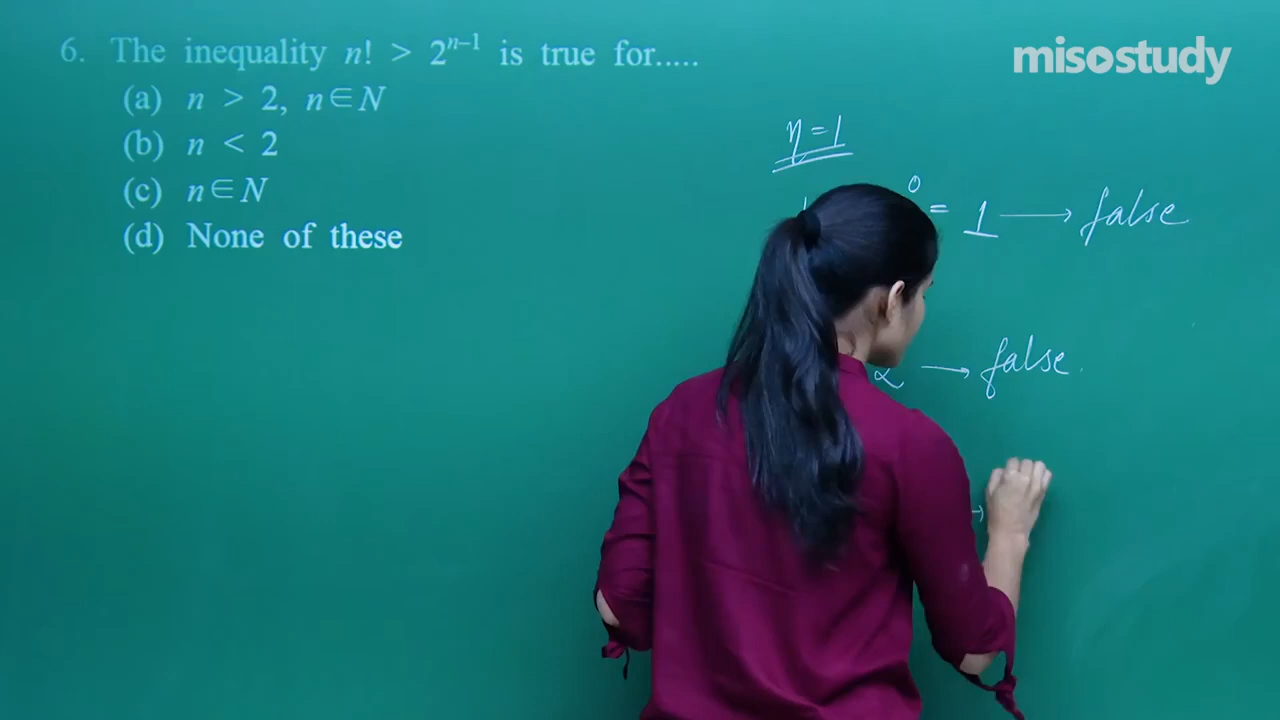 6. The inequality n! > 2^{n-1} is true for.....
(a) n > 2, n∈N
(b) n < 2
(c) n∈N
(d) None of these
misostudy
n=1
0
= 1 → false
2 → false.
→